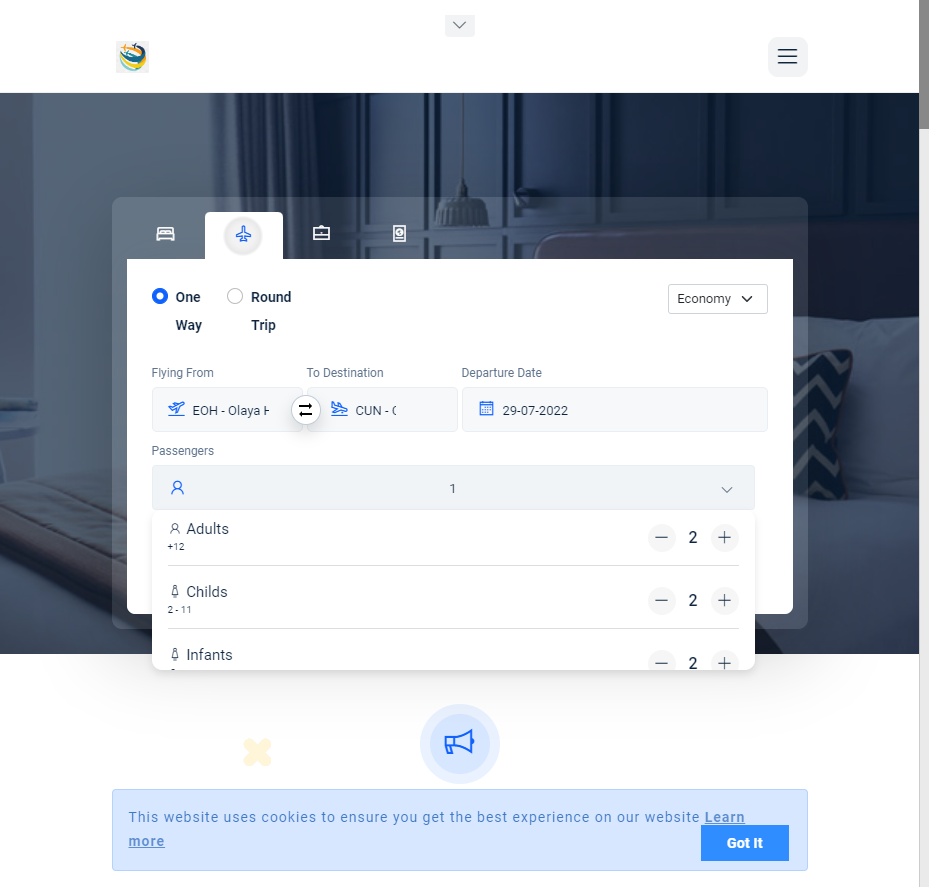 One
Way
Round
Trip
Economy
Flying From
To Destination
Departure Date
EOH - Olaya
CUN -
29-07-2022
Passengers
1
Adults
+12
2
Childs
2 - 11
2
Infants
2
This website uses cookies to ensure you get the best experience on our website Learn
more
Got It